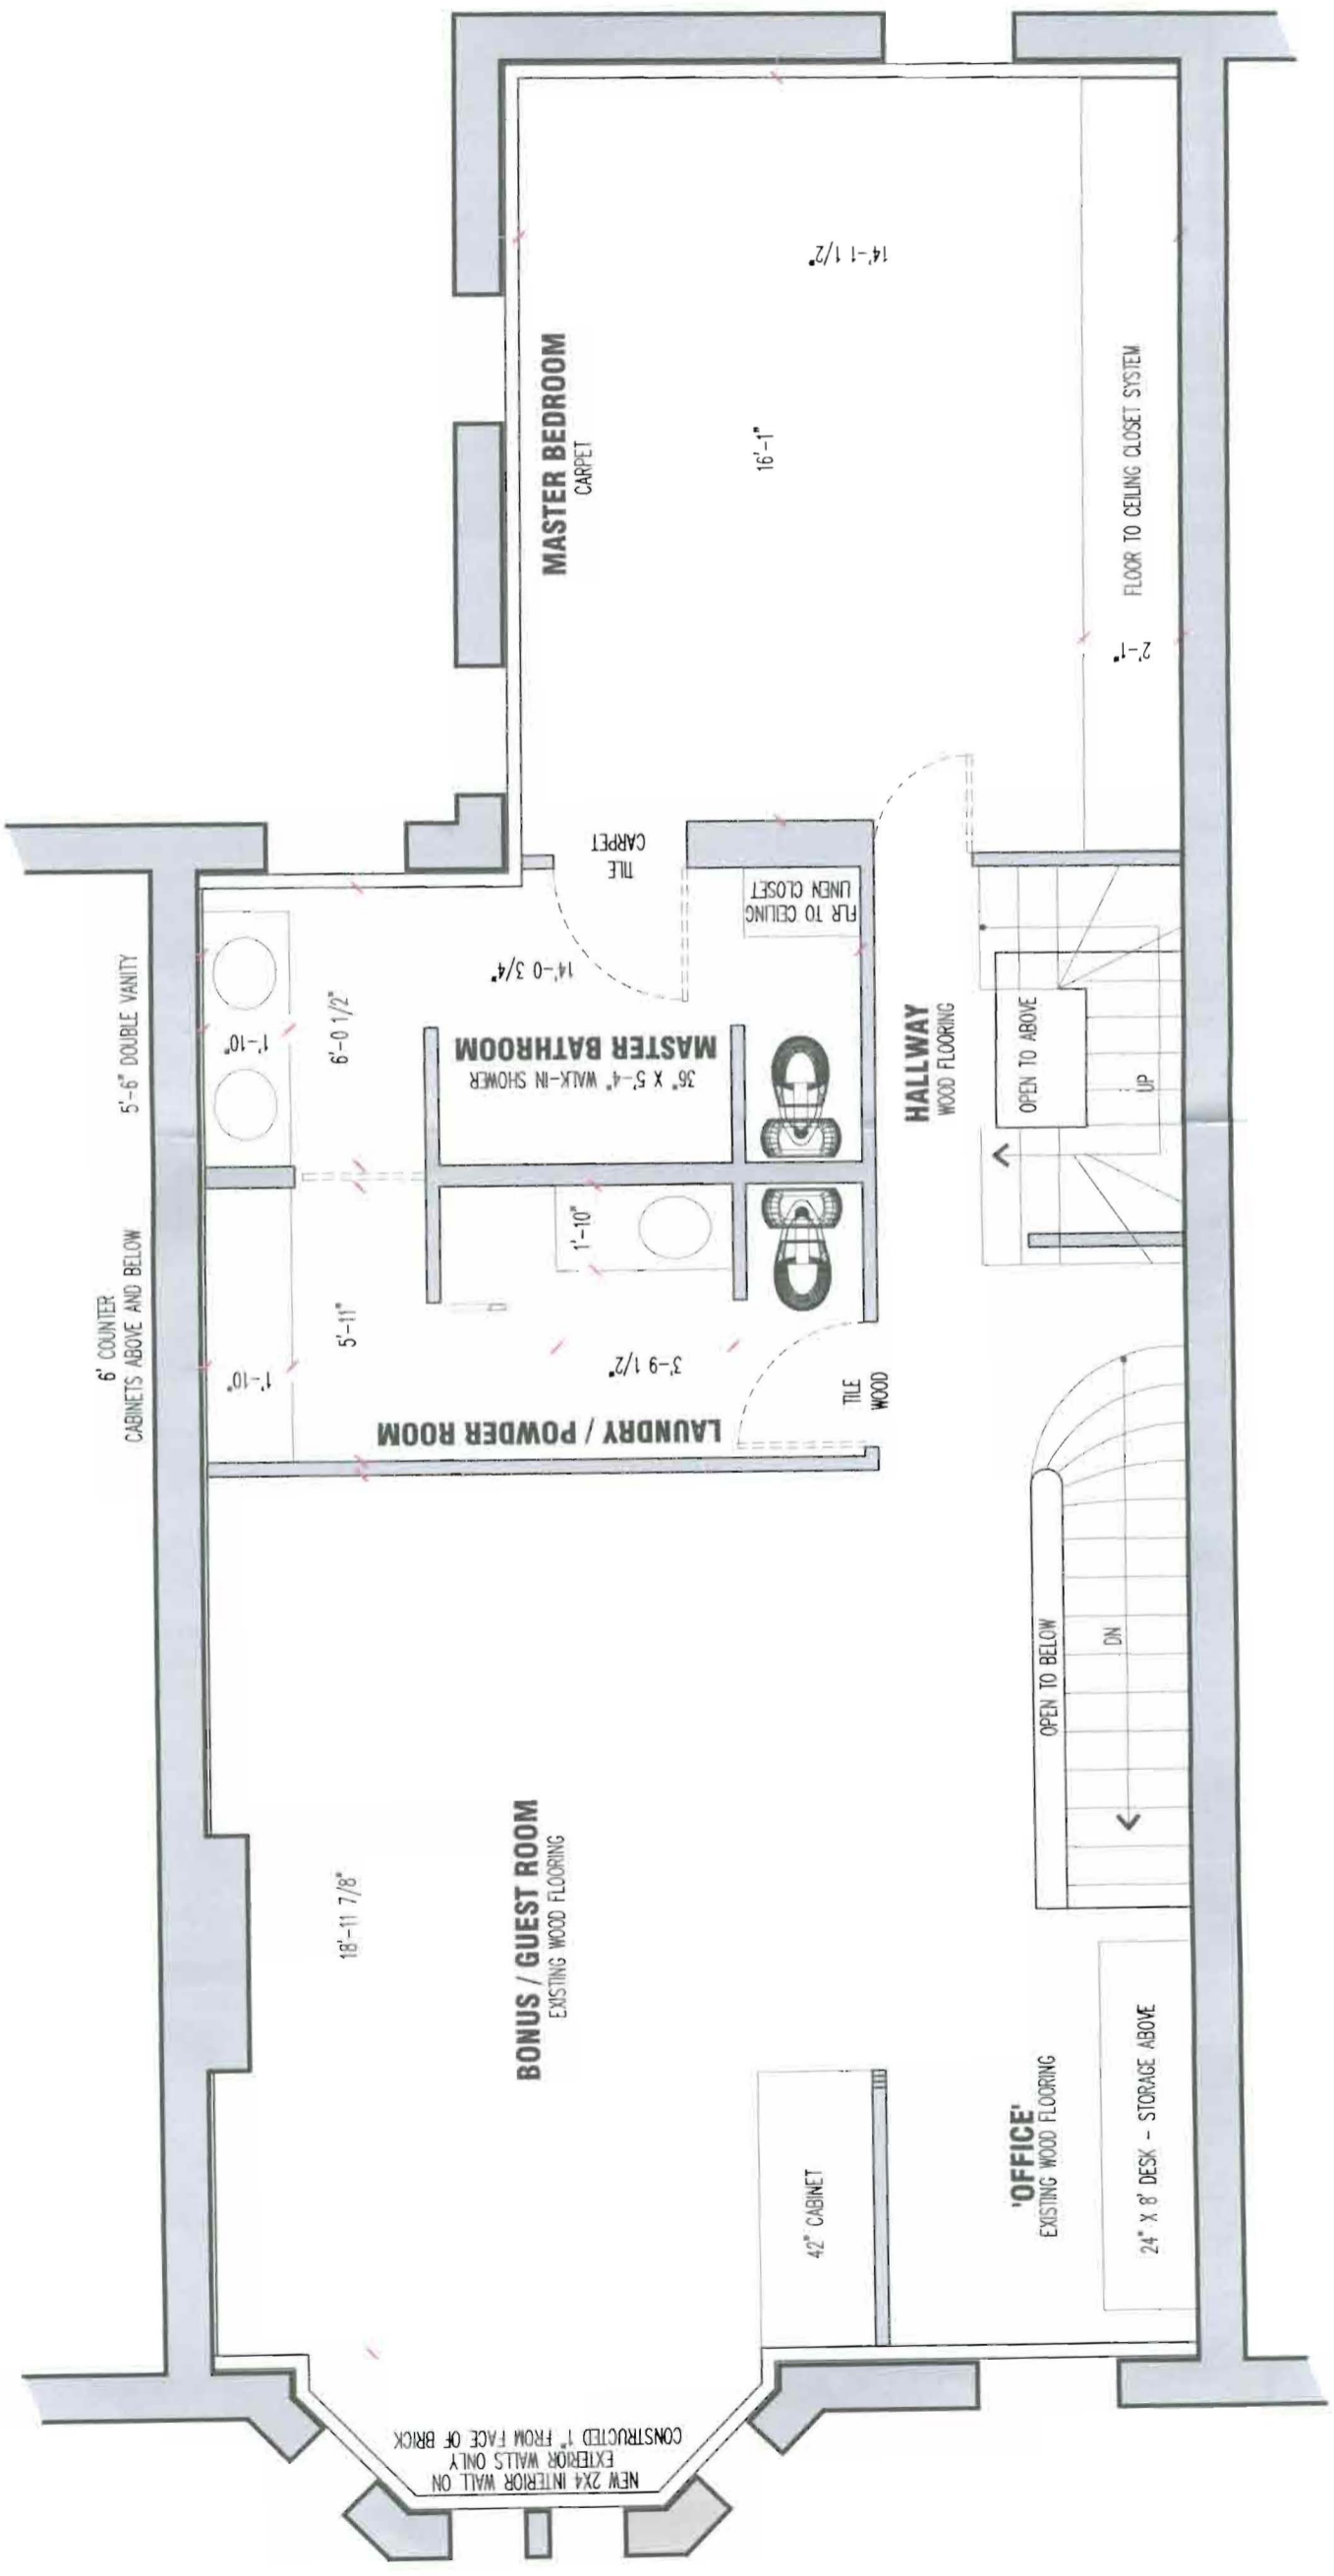 6' COUNTER
CABINETS ABOVE AND BELOW
5'-6" DOUBLE VANITY
1'-10"
1'-10"
6'-0 1/2"
5'-11"
14'-0 3/4"
MASTER BATHROOM
36" X 5'-4" WALK-IN SHOWER
1'-10"
3'-9 1/2"
LAUNDRY / POWDER ROOM
TILE
CARPET
FLR TO CEILING
LINEN CLOSET
TILE
WOOD
MASTER BEDROOM
CARPET
16'-1"
14'-1 1/2"
FLOOR TO CEILING CLOSET SYSTEM
2'-1"
HALLWAY
WOOD FLOORING
OPEN TO ABOVE
UP
18'-11 7/8"
BONUS / GUEST ROOM
EXISTING WOOD FLOORING
OPEN TO BELOW
DN
42" CABINET
'OFFICE'
EXISTING WOOD FLOORING
24" X 8' DESK - STORAGE ABOVE
NEW 2X4 INTERIOR WALL ON
EXTERIOR WALLS ONLY
CONSTRUCTED 1" FROM FACE OF BRICK